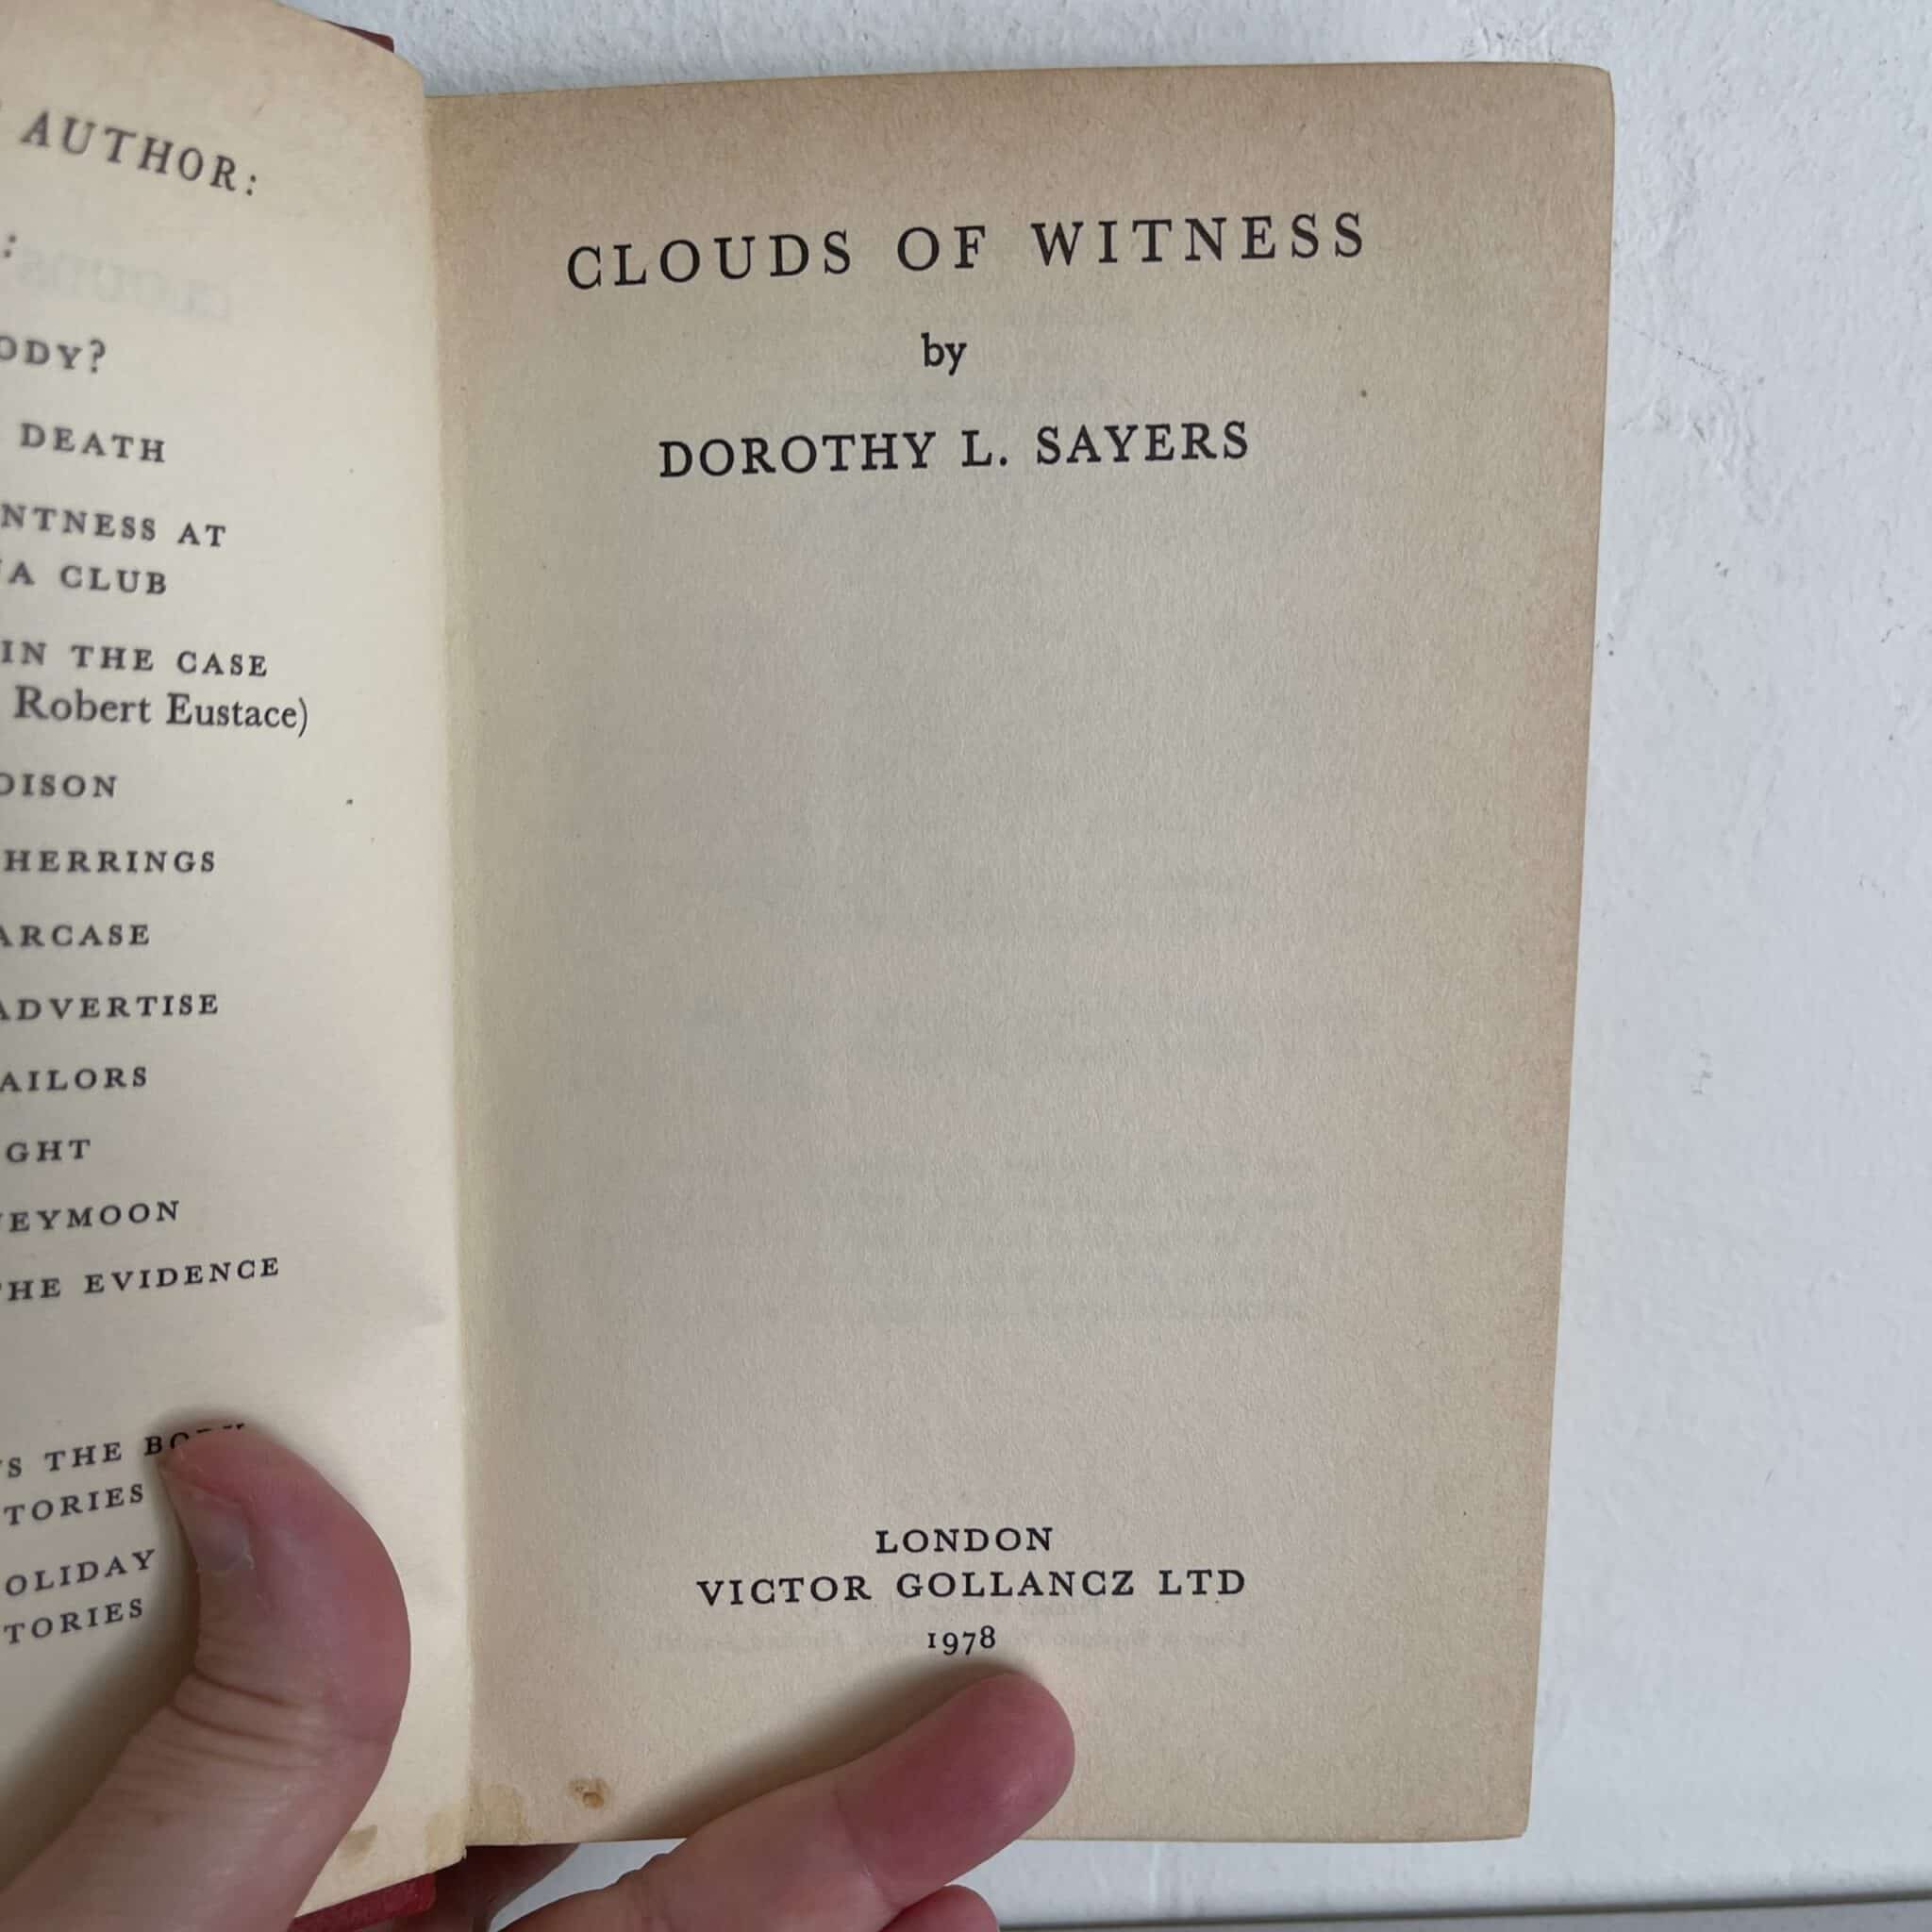 AUTHOR:
:
ODY?
DEATH
NTNESS AT
A CLUB
IN THE CASE
Robert Eustace)
OISON
HERRINGS
ARCASE
ADVERTISE
AILORS
GHT
EYMOON
HE EVIDENCE
S THE BODY
TORIES
OLIDAY
TORIES
CLOUDS OF WITNESS
by
DOROTHY L. SAYERS
LONDON
VICTOR GOLLANCZ LTD
1978